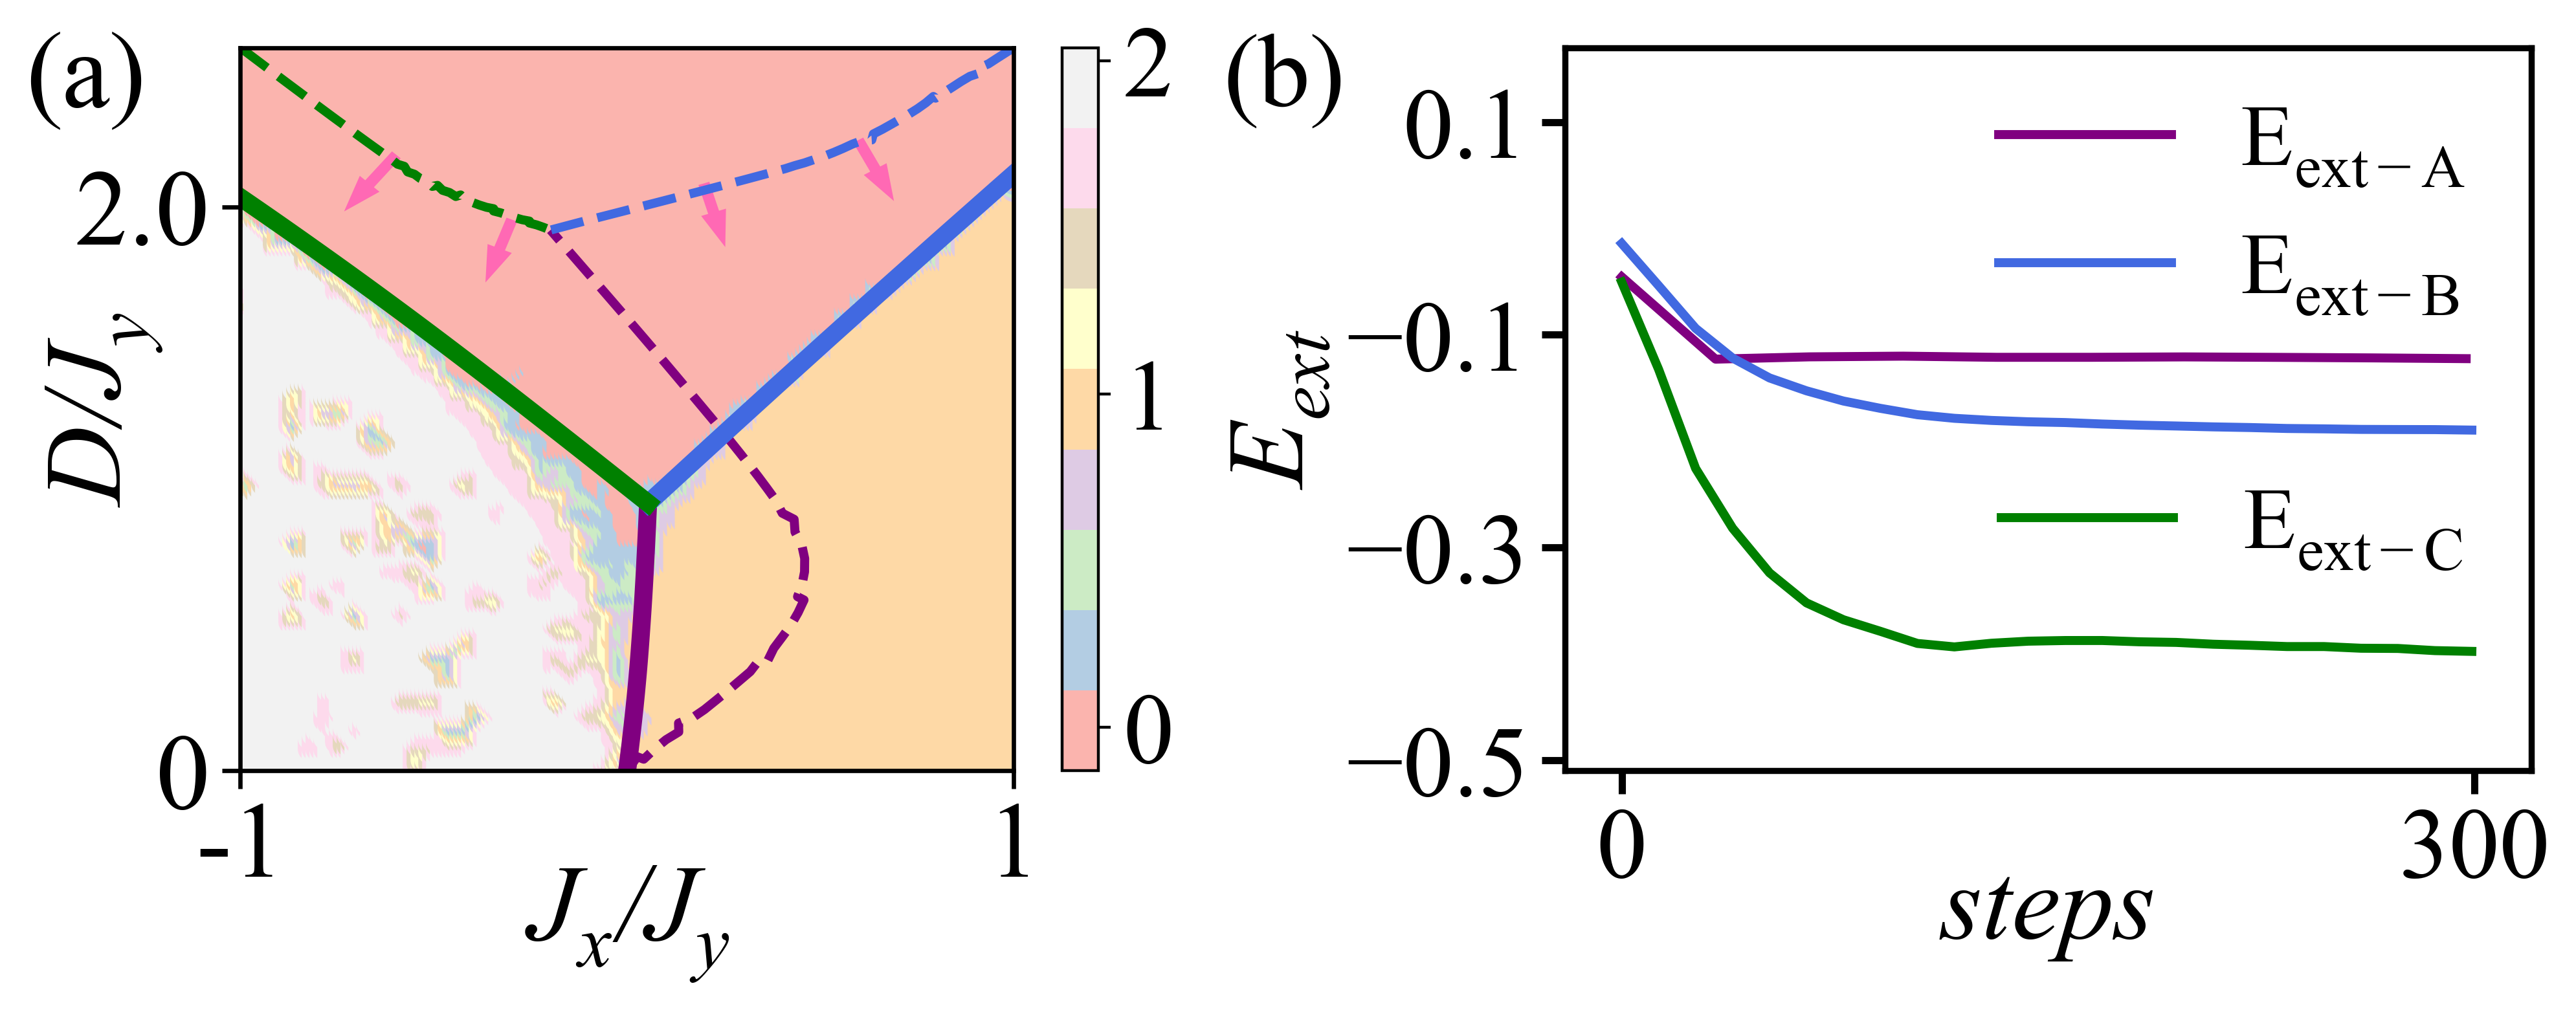 (a)
D/J_y
2.0
0
-1
1
J_x/J_y
2
1
0
(b)
E_ext
0.1
−0.1
−0.3
−0.5
0
300
steps
E_ext−A
E_ext−B
E_ext−C